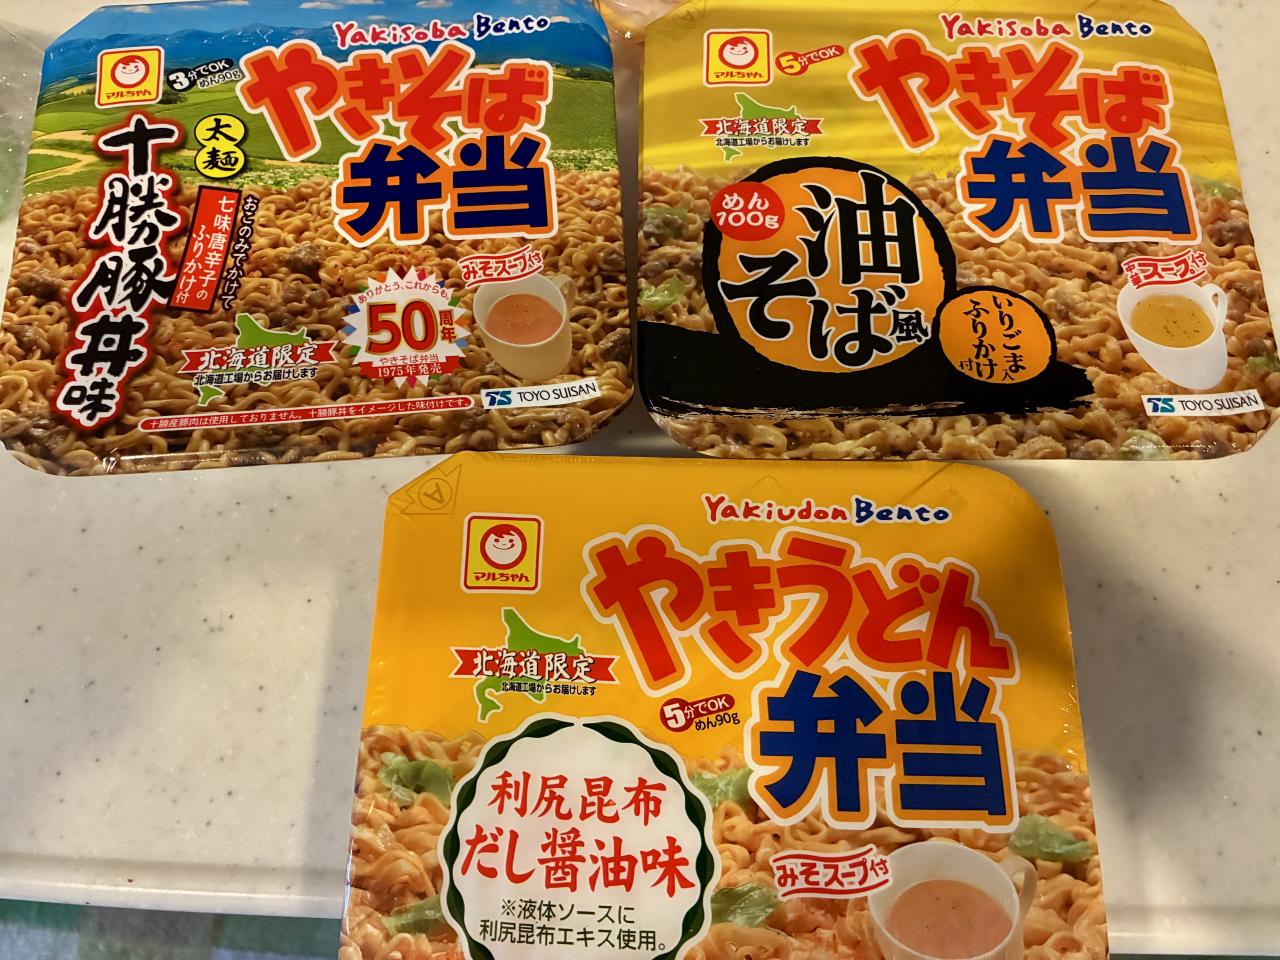 Yakisoba Bento
マルちゃん
3分でOK
めん90g
やきそば
弁当
太麺
十勝豚丼味
おこのみでかけて
七味唐辛子の
ふりかけ付
みそスープ付
ありがとう、これからも。
50周年
やきそば弁当
1975年発売
北海道限定
北海道工場からお届けします
十勝産豚肉は使用しておりません。十勝豚丼をイメージした味付けです。
TS TOYO SUISAN
Yakisoba Bento
マルちゃん
5分でOK
やきそば
弁当
北海道限定
北海道工場からお届けします
めん
100g
油
そば風
いりごま入
ふりかけ付
中華スープ付
TS TOYO SUISAN
A
Yakiudon Bento
マルちゃん
やきうどん
弁当
北海道限定
北海道工場からお届けします
5分でOK
めん90g
利尻昆布
だし醤油味
※液体ソースに
利尻昆布エキス使用。
みそスープ付